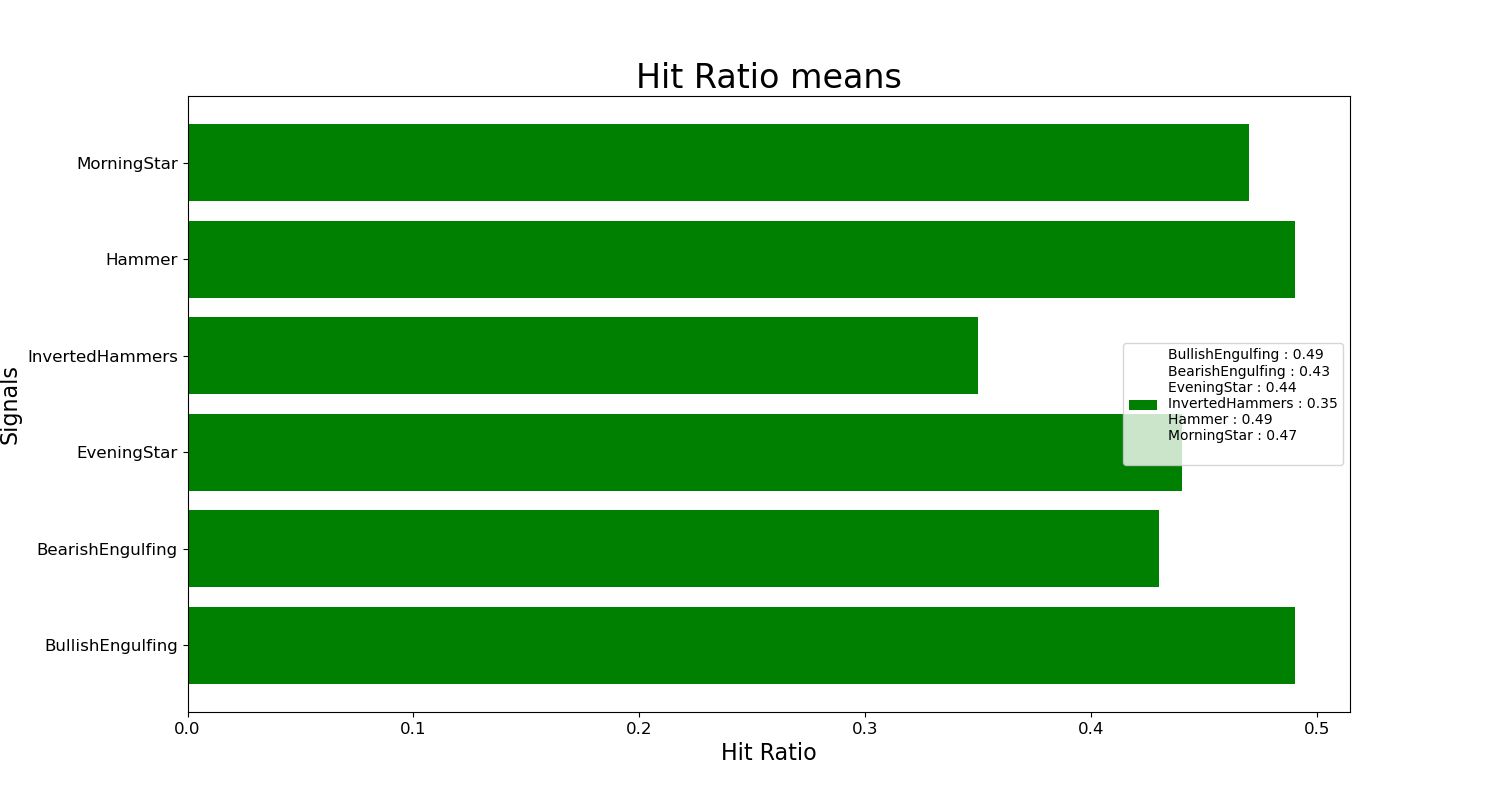 Hit Ratio means
MorningStar
Hammer
InvertedHammers
EveningStar
BearishEngulfing
BullishEngulfing
Signals
BullishEngulfing : 0.49
BearishEngulfing : 0.43
EveningStar : 0.44
InvertedHammers : 0.35
Hammer : 0.49
MorningStar : 0.47
0.0 0.1 0.2 0.3 0.4 0.5
Hit Ratio